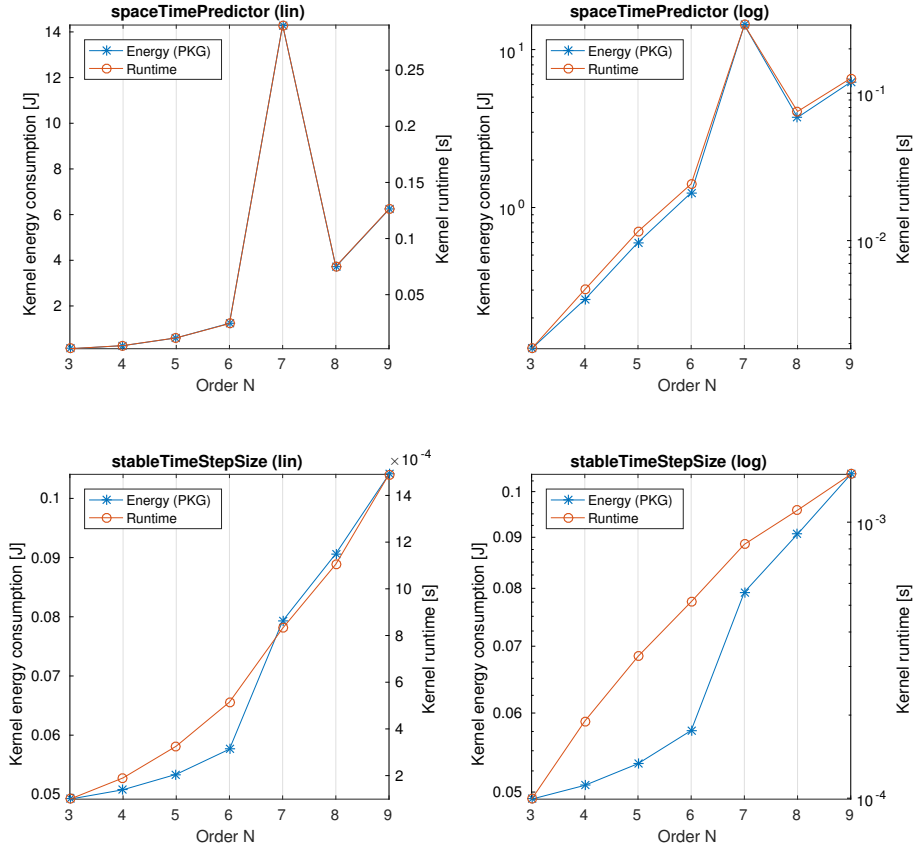 spaceTimePredictor (lin)
14
12
10
8
6
4
2
Kernel energy consumption [J]
Energy (PKG)
Runtime
0.25
0.2
0.15
0.1
0.05
Kernel runtime [s]
3 4 5 6 7 8 9
Order N
spaceTimePredictor (log)
10^1
10^0
Kernel energy consumption [J]
Energy (PKG)
Runtime
10^-1
10^-2
Kernel runtime [s]
3 4 5 6 7 8 9
Order N
stableTimeStepSize (lin)
× 10^-4
0.1
0.09
0.08
0.07
0.06
0.05
Kernel energy consumption [J]
Energy (PKG)
Runtime
14
12
10
8
6
4
2
Kernel runtime [s]
3 4 5 6 7 8 9
Order N
stableTimeStepSize (log)
0.1
0.09
0.08
0.07
0.06
0.05
Kernel energy consumption [J]
Energy (PKG)
Runtime
10^-3
10^-4
Kernel runtime [s]
3 4 5 6 7 8 9
Order N